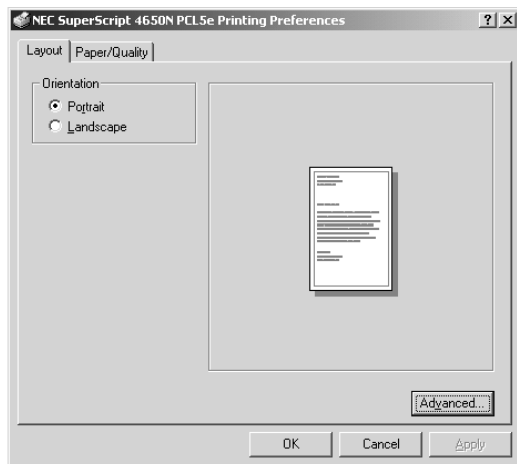 NEC SuperScript 4650N PCL5e Printing Preferences
Layout
Paper/Quality
Orientation
Portrait
Landscape
Advanced...
OK
Cancel
Apply